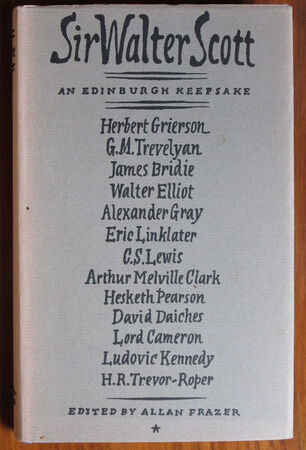 Sir Walter Scott
AN EDINBURGH KEEPSAKE
Herbert Grierson
G.M.Trevelyan
James Bridie
Walter Elliot
Alexander Gray
Eric Linklater
C.S.Lewis
Arthur Melville Clark
Hesketh Pearson
David Daiches
Lord Cameron
Ludovic Kennedy
H.R.Trevor-Roper
EDITED BY ALLAN FRAZER